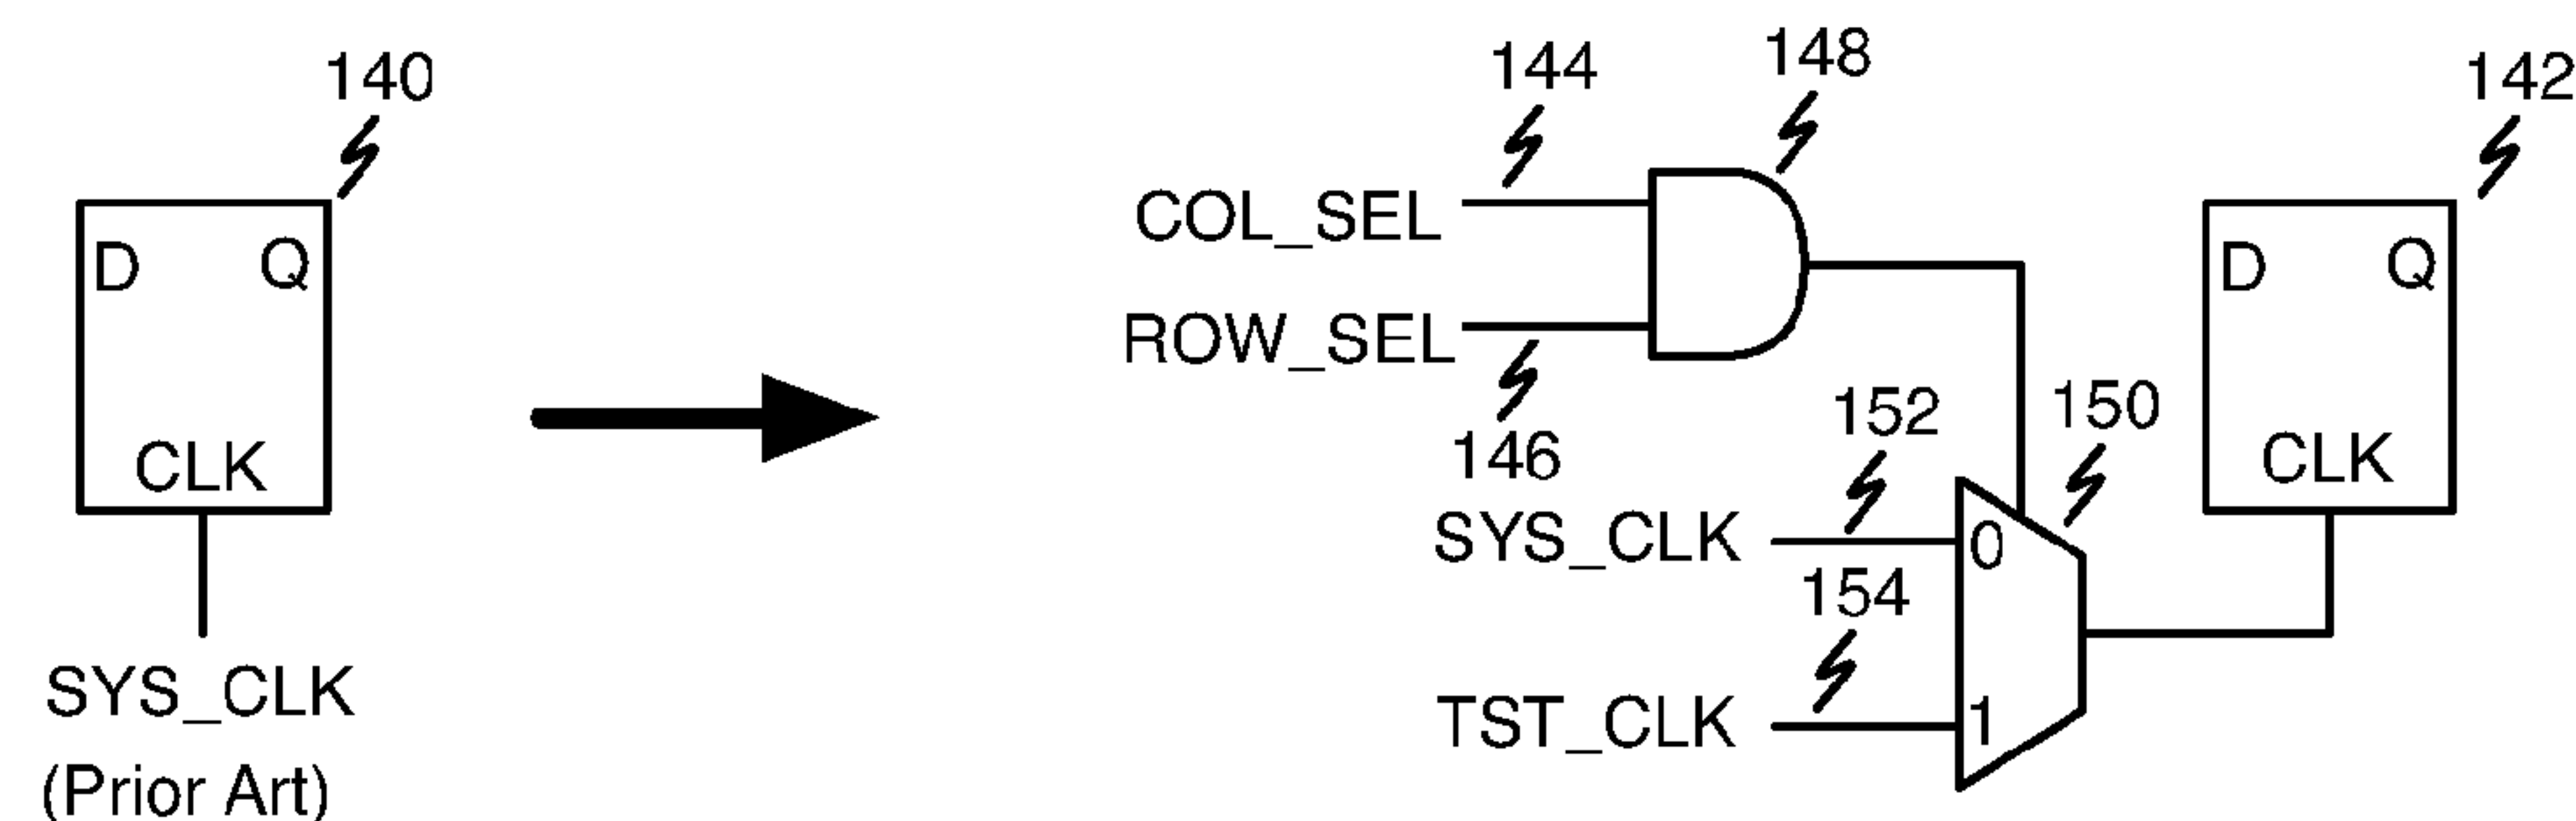 140
D Q
CLK
SYS_CLK
(Prior Art)
144
148
142
COL_SEL
ROW_SEL
146
D Q
CLK
152
150
SYS_CLK
0
154
TST_CLK
1